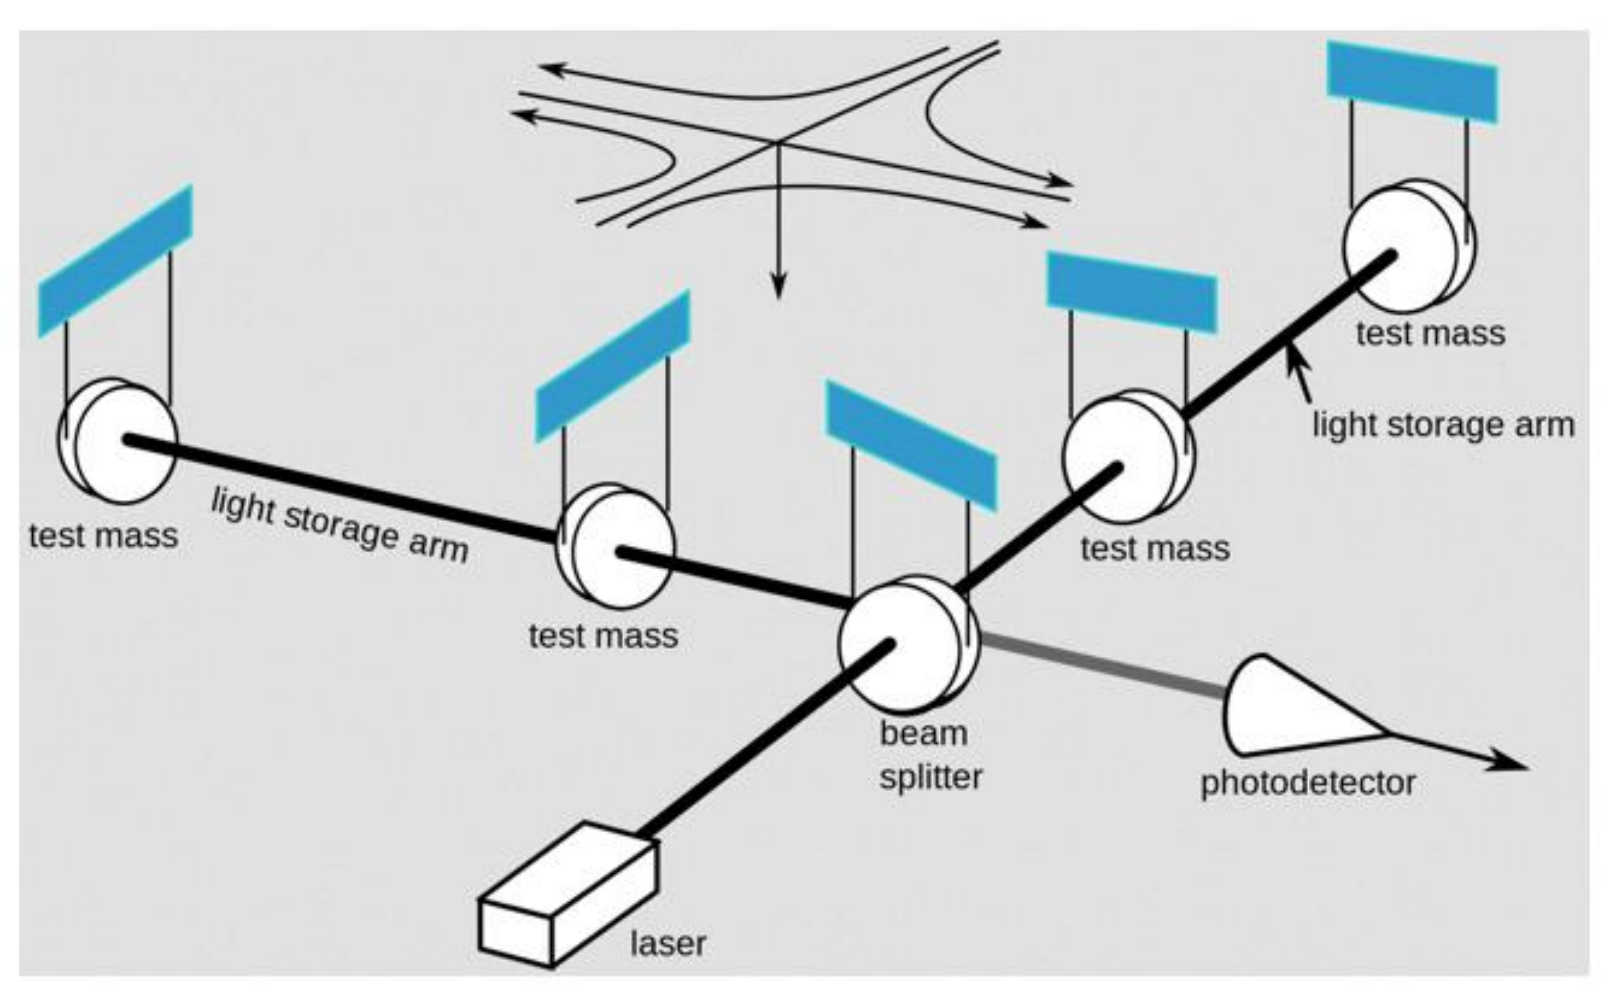 test mass
light storage arm
test mass
light storage arm
test mass
test mass
beam
splitter
photodetector
laser